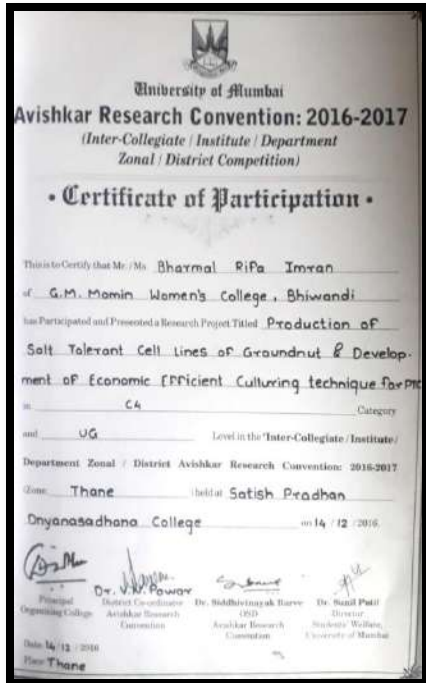 University of Mumbai
Avishkar Research Convention: 2016-2017
(Inter-Collegiate / Institute / Department
Zonal / District Competition)
• Certificate of Participation •
This is to Certify that Mr. / Ms. Bharmal Rifa Imran
of G.M. Momin Women's College, Bhiwandi
has Participated and Presented a Research Project Titled Production of
Salt Tolerant Cell lines of Groundnut & Develop-
ment of Economic Efficient Culturing technique for PTC
in C4 Category
and UG Level in the 'Inter-Collegiate / Institute /
Department Zonal / District Avishkar Research Convention: 2016-2017
Zone Thane held at Satish Pradhan
Dnyanasadhana College on 14 / 12 / 2016.
Principal
Organizing College
Dr. V.N. Pawar
District Co-ordinator
Avishkar Research
Convention
Dr. Siddhivinayak Barve
OSD
Avishkar Research
Convention
Dr. Sunil Patil
Director,
Students' Welfare,
University of Mumbai
Date: 14 / 12 / 2016
Place: Thane